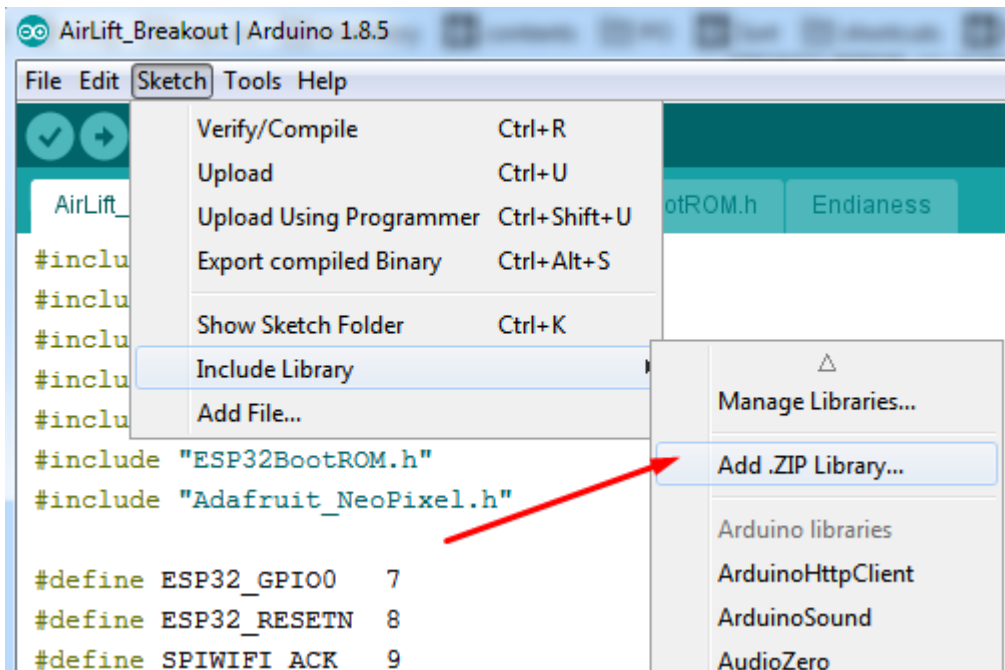 AirLift_Breakout | Arduino 1.8.5
File Edit Sketch Tools Help
Verify/Compile Ctrl+R
Upload Ctrl+U
AirLift_ otROM.h Endianess
Upload Using Programmer Ctrl+Shift+U
#inclu
Export compiled Binary Ctrl+Alt+S
#inclu
Show Sketch Folder Ctrl+K
#inclu
Include Library
#inclu
Add File...
#inclu
Manage Libraries...
#include "ESP32BootROM.h"
Add .ZIP Library...
#include "Adafruit_NeoPixel.h"
Arduino libraries
#define ESP32_GPIO0 7
ArduinoHttpClient
#define ESP32_RESETN 8
ArduinoSound
#define SPIWIFI_ACK 9
AudioZero